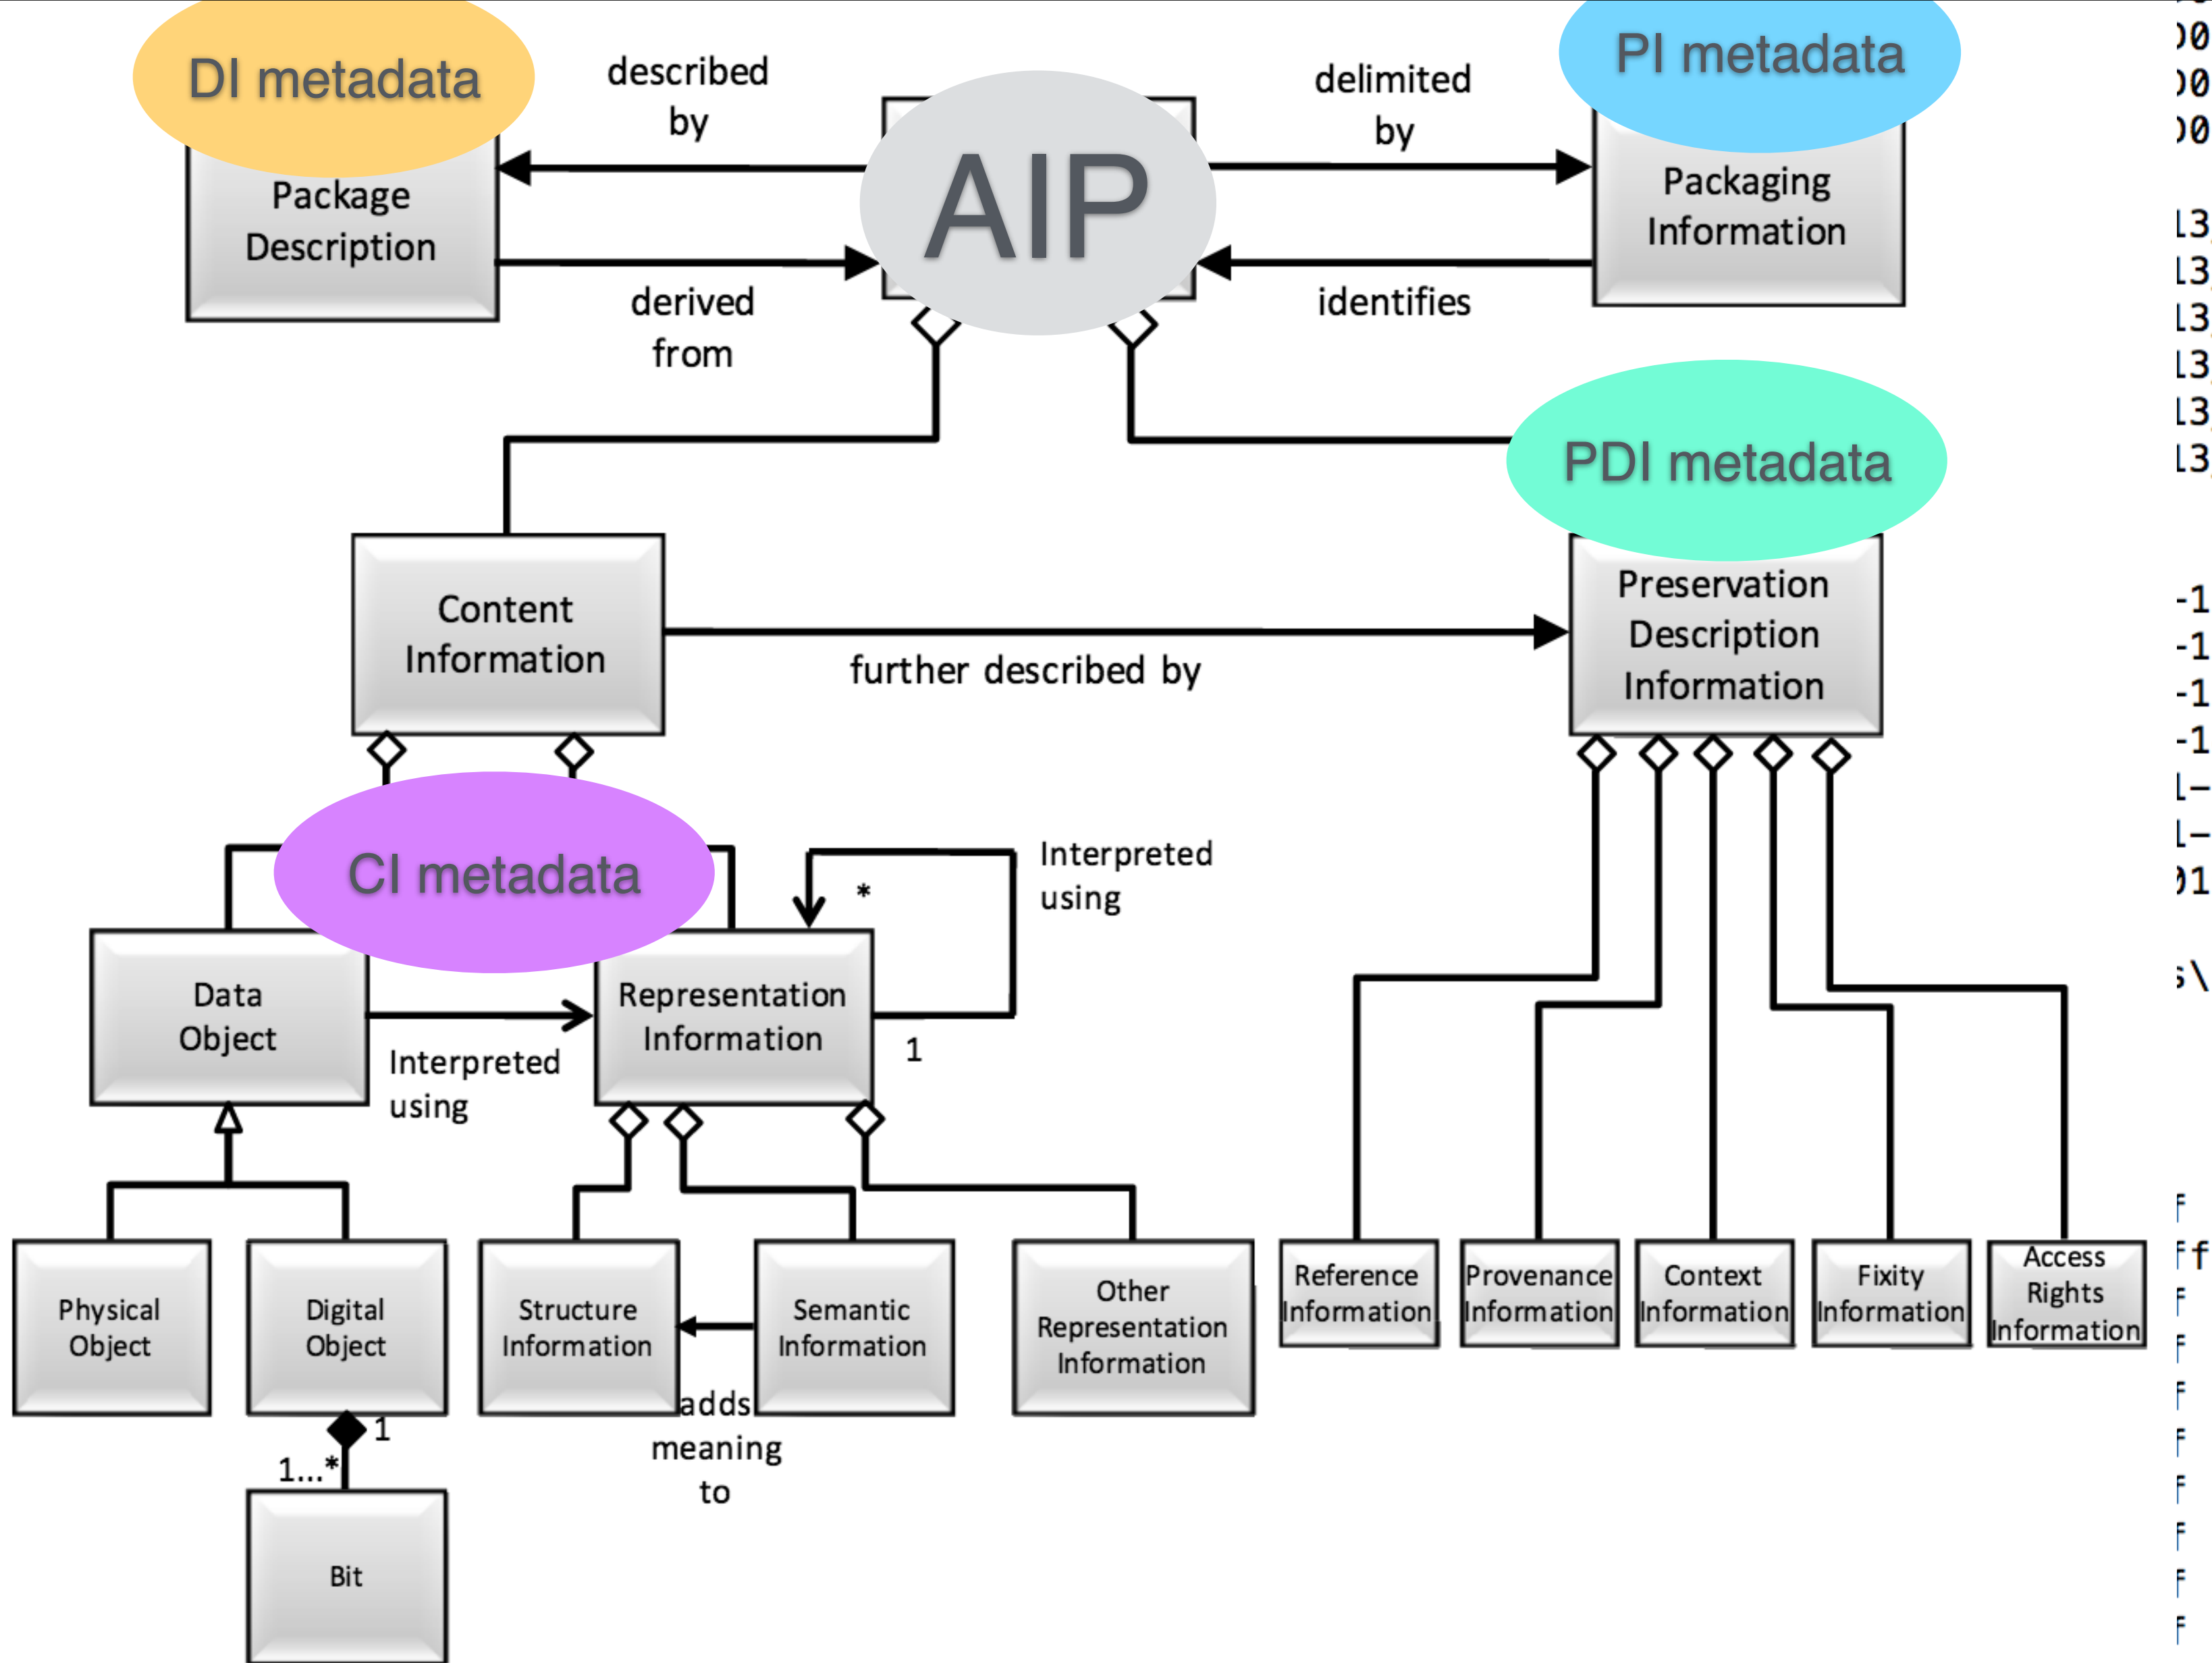 DI metadata
described
by
AIP
delimited
by
PI metadata
Package
Description
derived
from
identifies
Packaging
Information
PDI metadata
Content
Information
further described by
Preservation
Description
Information
CI metadata
Interpreted
using
*
1
Data
Object
Interpreted
using
Representation
Information
Physical
Object
Digital
Object
Structure
Information
Semantic
Information
adds
meaning
to
Other
Representation
Information
Reference
Information
Provenance
Information
Context
Information
Fixity
Information
Access
Rights
Information
1
1...*
Bit